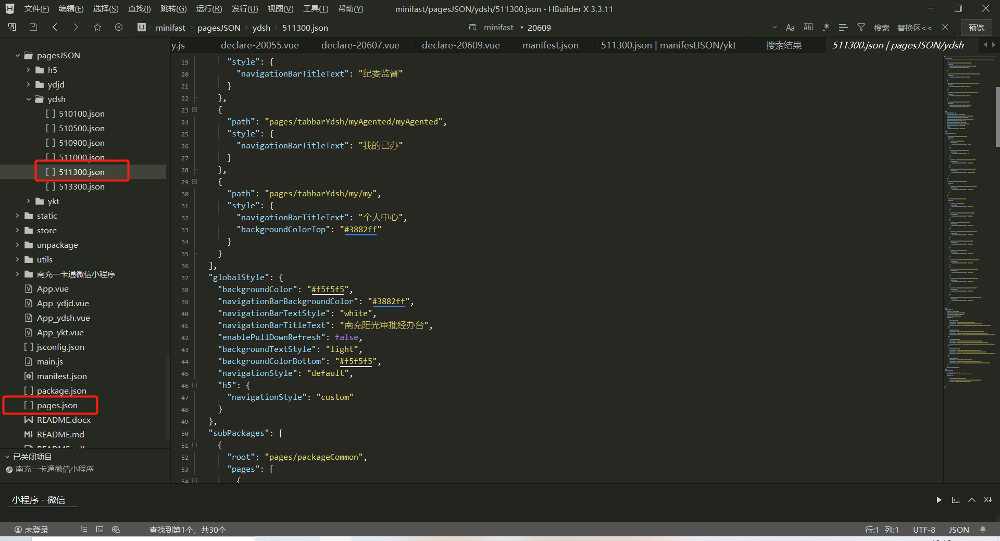 文件(F) 编辑(E) 选择(S) 查找(I) 跳转(G) 运行(R) 发行(U) 视图(V) 工具(T) 帮助(Y) minifast/pagesJSON/ydsh/511300.json - HBuilder X 3.3.11
minifast pagesJSON ydsh 511300.json minifast 20609 Aa ab .* 搜索 替换区<< 预览
y.js declare-20055.vue declare-20607.vue declare-20609.vue manifest.json 511300.json | manifestJSON/ykt 搜索结果 511300.json | pagesJSON/ydsh
pagesJSON
h5
ydjd
ydsh
[ ] 510100.json
[ ] 510500.json
[ ] 510900.json
[ ] 511000.json
[ ] 511300.json
[ ] 513300.json
ykt
static
store
unpackage
utils
南充一卡通微信小程序
App.vue
App_ydjd.vue
App_ydsh.vue
App_ykt.vue
[ ] jsconfig.json
main.js
manifest.json
[ ] package.json
[ ] pages.json
README.docx
README.md
README.pdf
已关闭项目
南充一卡通微信小程序
19 "style": {
20 "navigationBarTitleText": "纪委监督"
21 }
22 },
23 {
24 "path": "pages/tabbarYdsh/myAgented/myAgented",
25 "style": {
26 "navigationBarTitleText": "我的已办"
27 }
28 },
29 {
30 "path": "pages/tabbarYdsh/my/my",
31 "style": {
32 "navigationBarTitleText": "个人中心",
33 "backgroundColorTop": "#3882ff"
34 }
35 }
36 ],
37 "globalStyle": {
38 "backgroundColor": "#f5f5f5",
39 "navigationBarBackgroundColor": "#3882ff",
40 "navigationBarTextStyle": "white",
41 "navigationBarTitleText": "南充阳光审批经办台",
42 "enablePullDownRefresh": false,
43 "backgroundTextStyle": "light",
44 "backgroundColorBottom": "#f5f5f5",
45 "navigationStyle": "default",
46 "h5": {
47 "navigationStyle": "custom"
48 }
49 },
50 "subPackages": [
51 {
52 "root": "pages/packageCommon",
53 "pages": [
54 {
小程序 - 微信
未登录 查找到第1个，共30个 行:1 列:1 UTF-8 JSON